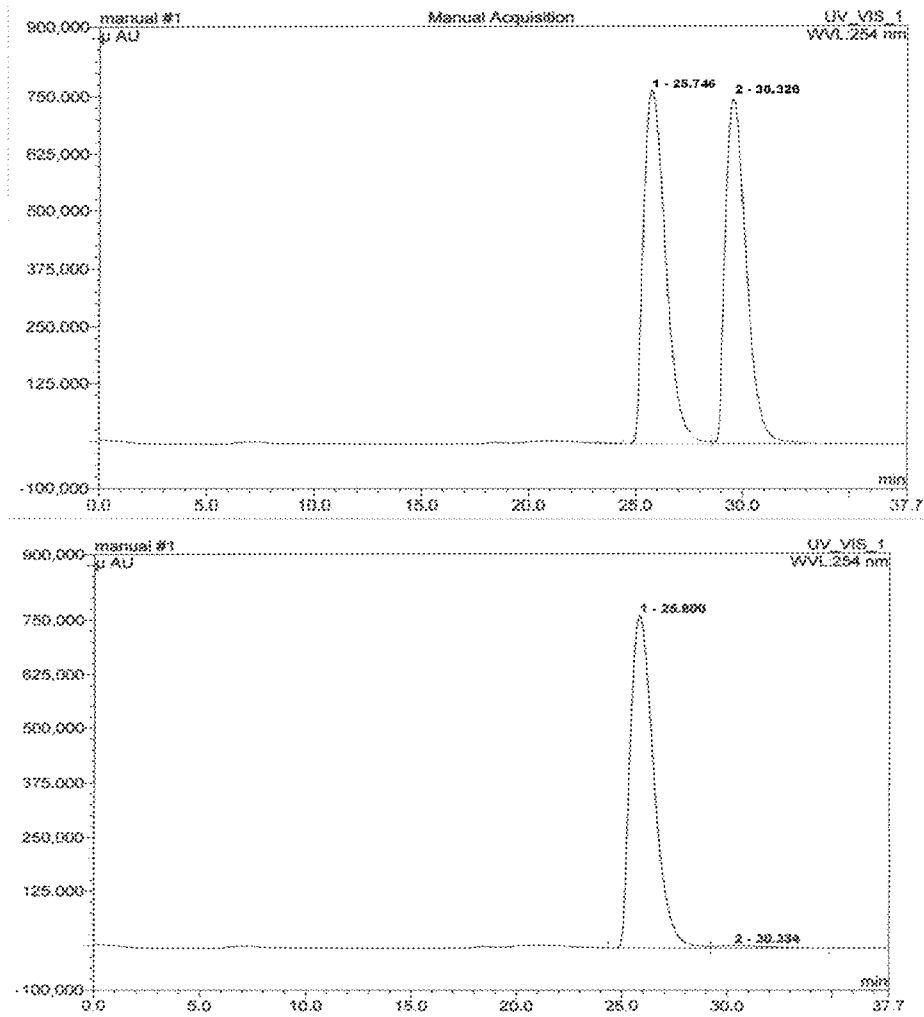 manual #1 Manual Acquisition UV_VIS_1
900,000 µ AU WVL:254 nm
750,000
1 - 25.746 2 - 30.326
625,000
500,000
375,000
250,000
125,000
-100,000
min
0.0 5.0 10.0 15.0 20.0 25.0 30.0 37.7
manual #1 UV_VIS_1
900,000 µ AU WVL:254 nm
750,000
1 - 25.800
625,000
500,000
375,000
250,000
125,000
2 - 30.334
-100,000
min
0.0 5.0 10.0 15.0 20.0 25.0 30.0 37.7